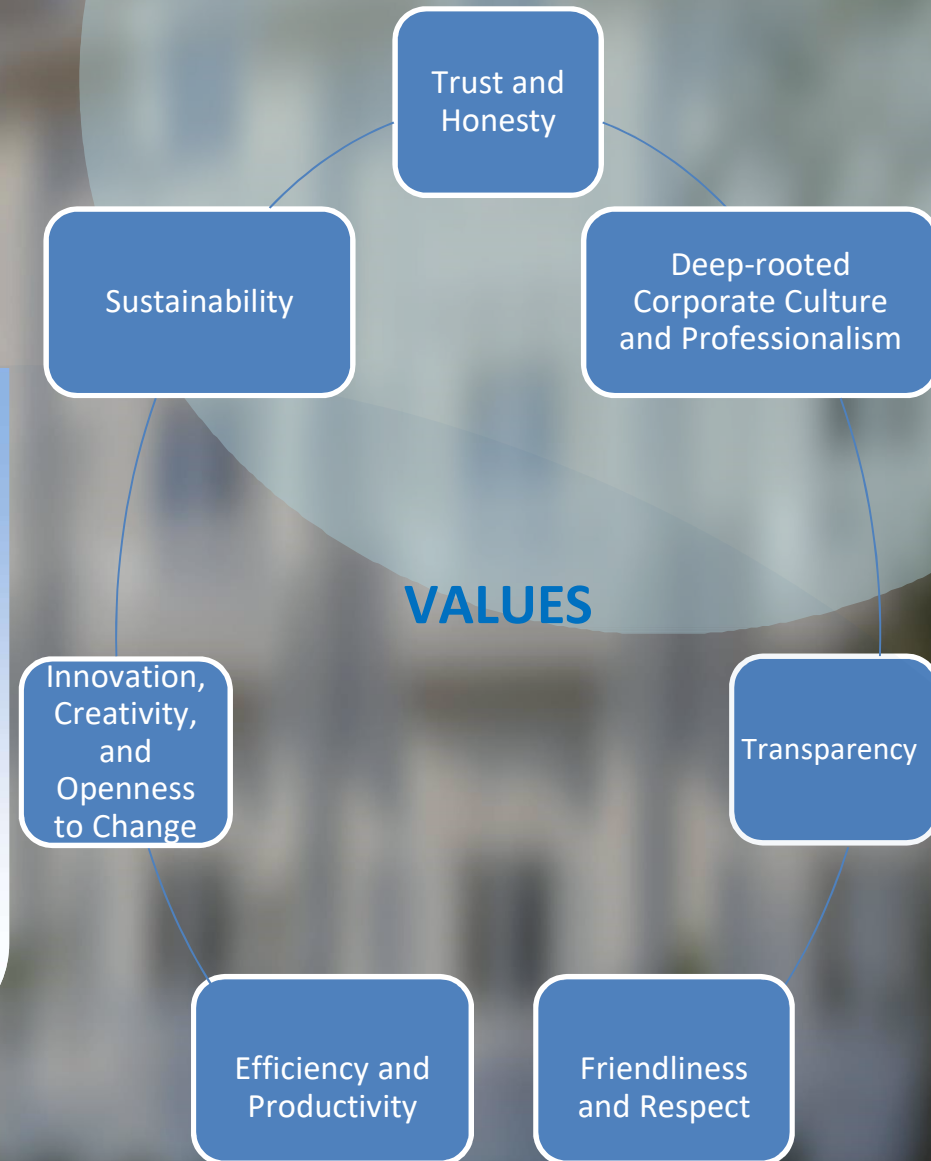 Trust and
Honesty
Deep-rooted
Corporate Culture
and Professionalism
Sustainability
VALUES
Innovation,
Creativity,
and
Openness
to Change
Transparency
Efficiency and
Productivity
Friendliness
and Respect